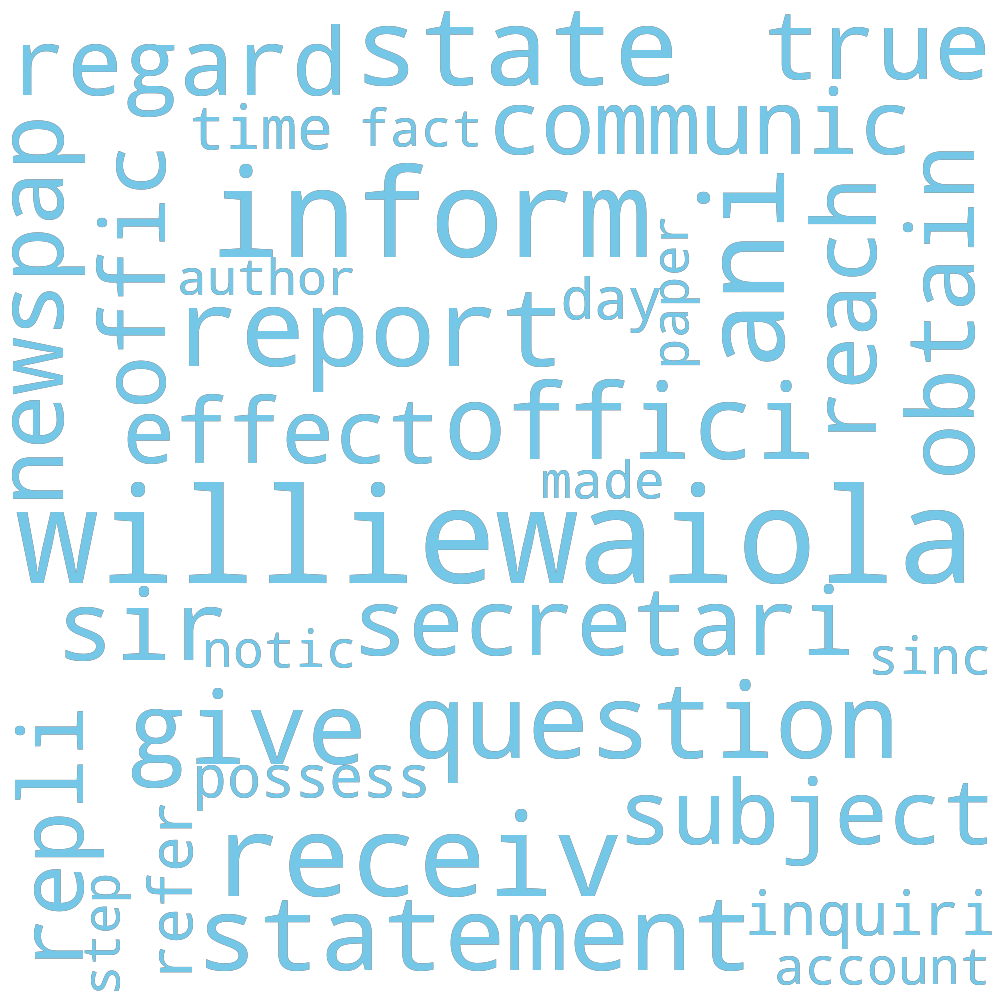 regard
state
true
time
fact
communic
newspap
offic
inform
ani
reach
obtain
author
report
day
paper
effect
offici
made
williewaiola
sir
notic
secretari
sinc
repli
give
question
possess
subject
refer
receiv
step
statement
inquiri
account